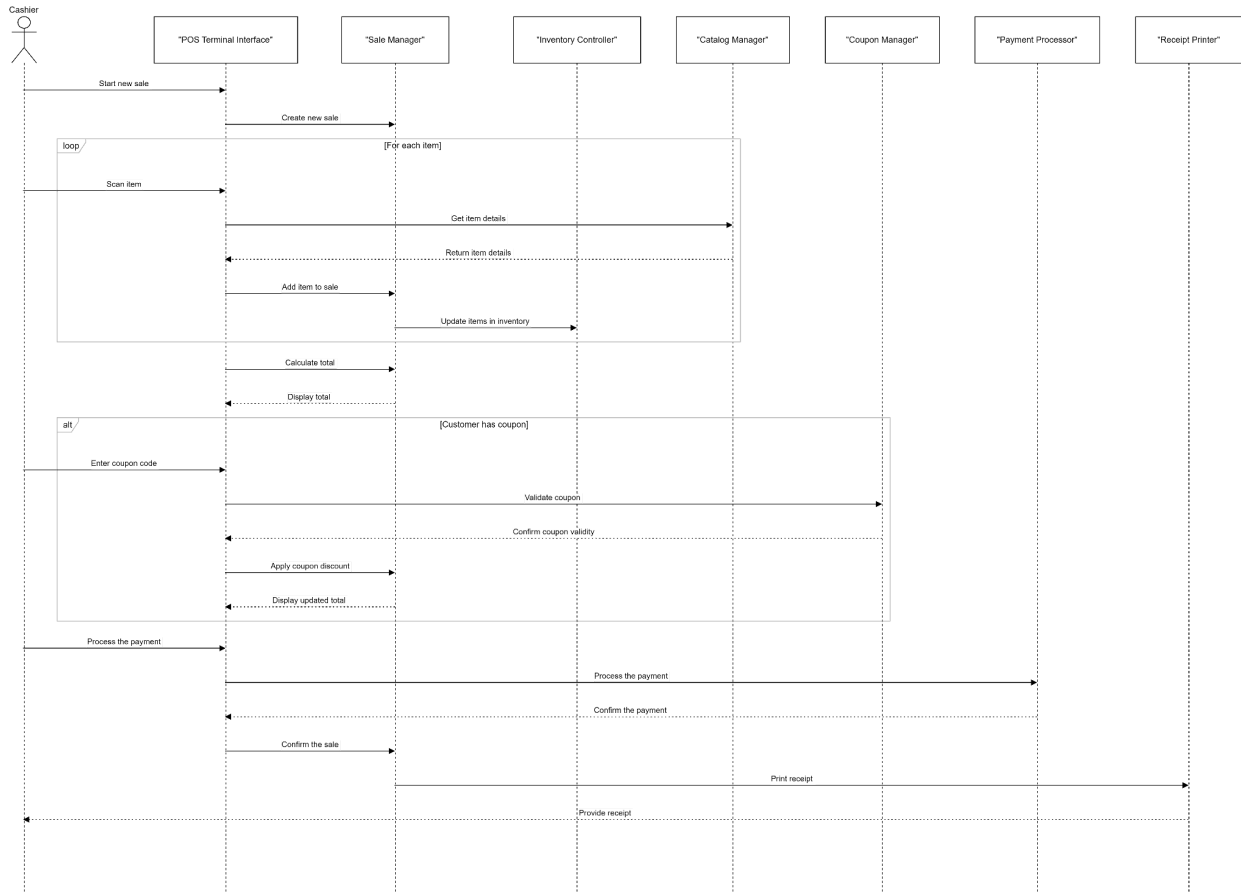 Cashier
"POS Terminal Interface"
"Sale Manager"
"Inventory Controller"
"Catalog Manager"
"Coupon Manager"
"Payment Processor"
"Receipt Printer"
Start new sale
Create new sale
loop
[For each item]
Scan item
Get item details
Return item details
Add item to sale
Update items in inventory
Calculate total
Display total
alt
[Customer has coupon]
Enter coupon code
Validate coupon
Confirm coupon validity
Apply coupon discount
Display updated total
Process the payment
Process the payment
Confirm the payment
Confirm the sale
Print receipt
Provide receipt